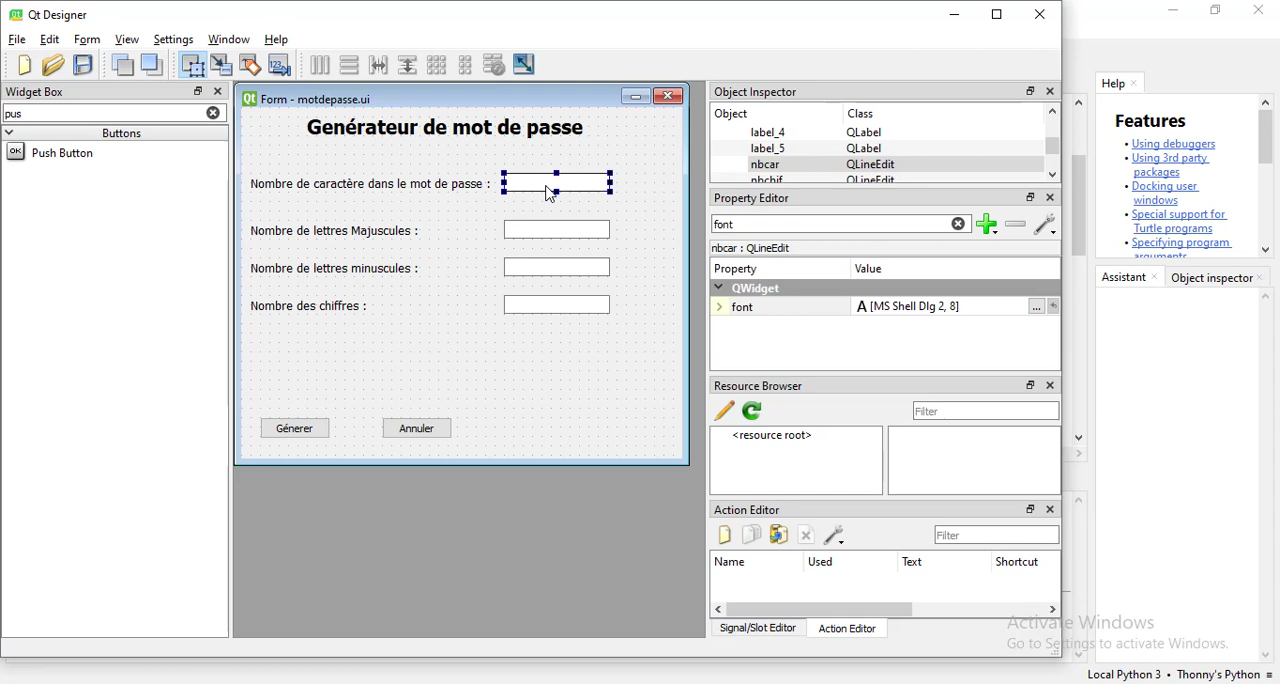 Qt Designer
File Edit Form View Settings Window Help
Widget Box
pus
Buttons
OK Push Button
Qt Form - motdepasse.ui
Genérateur de mot de passe
Nombre de caractère dans le mot de passe :
Nombre de lettres Majuscules :
Nombre de lettres minuscules :
Nombre des chiffres :
Génerer Annuler
Object Inspector
Object Class
label_4 QLabel
label_5 QLabel
nbcar QLineEdit
nbchif QLineEdit
Property Editor
font
nbcar : QLineEdit
Property Value
QWidget
font A [MS Shell Dlg 2, 8] ...
Resource Browser
Filter
<resource root>
Action Editor
Filter
Name Used Text Shortcut
Signal/Slot Editor Action Editor
Help
Features
• Using debuggers
• Using 3rd party
packages
• Docking user
windows
• Special support for
Turtle programs
• Specifying program
arguments
Assistant Object inspector
Activate Windows
Go to Settings to activate Windows.
Local Python 3 • Thonny's Python ≡